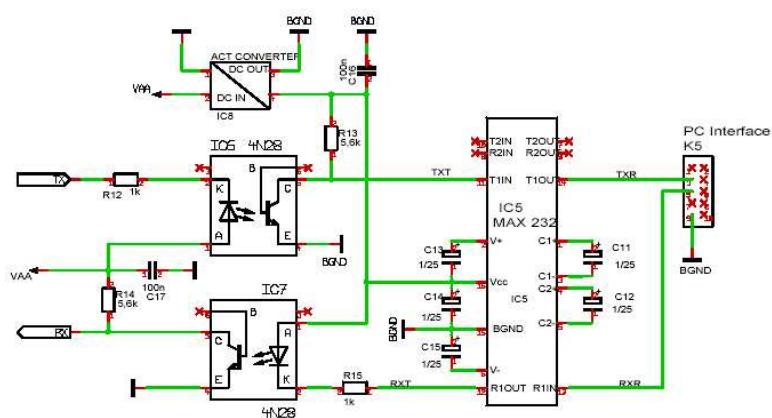 BGND
BGND
ACT CONVERTER
DC OUT
DC IN
IC8
VAA
100n
C16
R13
5,6k
IC6 4N28
B
K
C
A
E
TX
R12
1k
BGND
TXT
VAA
100n
C17
R14
5,6k
RX
IC7
B
C
A
E
K
4N28
R15
1k
RXT
T2IN
T2OUT
R2IN
R2OUT
T1IN
T1OUT
IC5
MAX 232
V+
C1+
C1-
Vcc
C2+
IC5
BGND
C2-
V-
R1OUT
R1IN
C13
1/25
C14
1/25
C15
1/25
BGND
C11
1/25
C12
1/25
TXR
RXR
PC Interface
K5
BGND